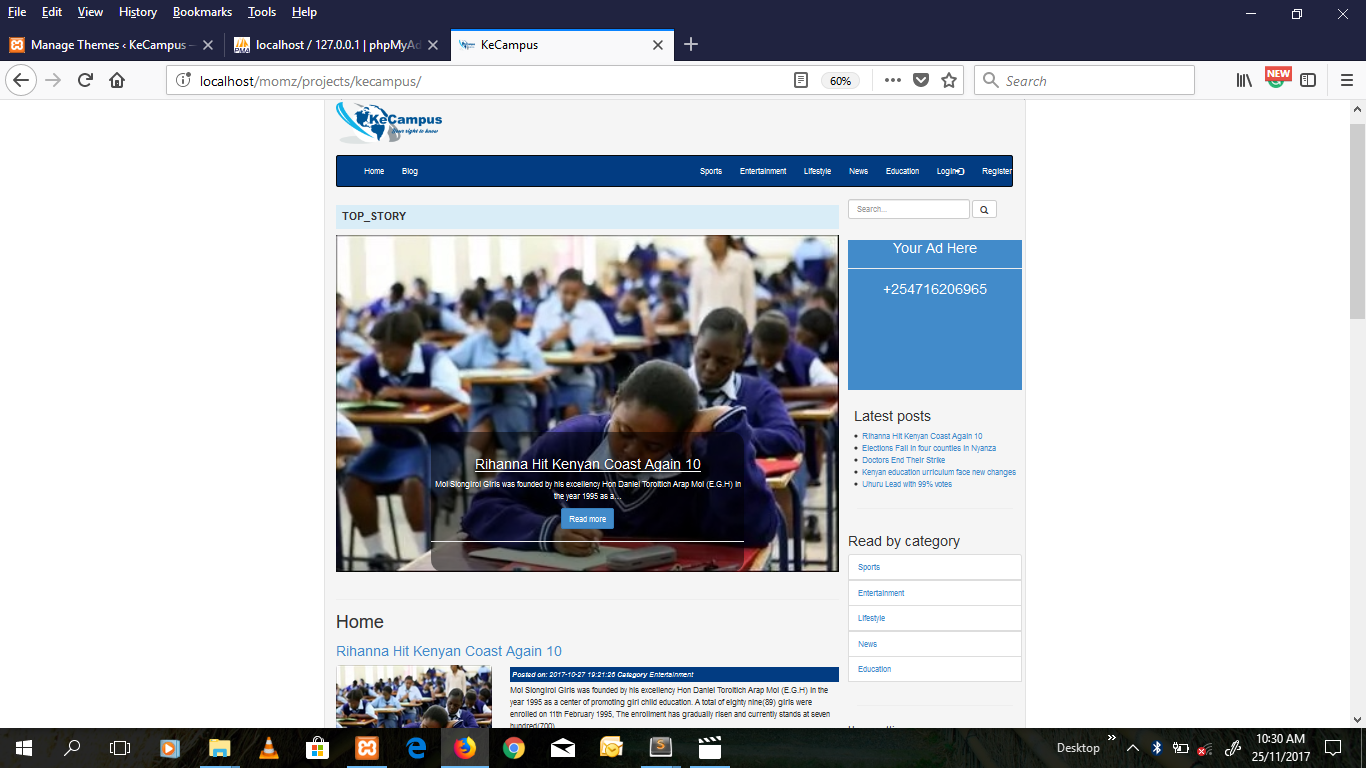 File Edit View History Bookmarks Tools Help
Manage Themes ‹ KeCampus –
localhost / 127.0.0.1 | phpMyAd
KeCampus
localhost/momz/projects/kecampus/
60%
Search
NEW
KeCampus
Your right to know
Home Blog Sports Entertainment Lifestyle News Education Login Register
TOP_STORY
Search...
Your Ad Here
+254716206965
Rihanna Hit Kenyan Coast Again 10
Moi Siongiroi Girls was founded by his excellency Hon Daniel Toroitich Arap Moi (E.G.H) in
the year 1995 as a...
Read more
Latest posts
Rihanna Hit Kenyan Coast Again 10
Elections Fail in four counties in Nyanza
Doctors End Their Strike
Kenyan education urriculum face new changes
Uhuru Lead with 99% votes
Read by category
Sports
Entertainment
Lifestyle
News
Education
Home
Rihanna Hit Kenyan Coast Again 10
Posted on: 2017-10-27 19:21:26 Category Entertainment
Moi Siongiroi Girls was founded by his excellency Hon Daniel Toroitich Arap Moi (E.G.H) in the
year 1995 as a center of promoting girl child education. A total of eighty nine(89) girls were
enrolled on 11th February 1995, The enrollment has gradually risen and currently stands at seven
hundred(700)
Desktop
10:30 AM
25/11/2017